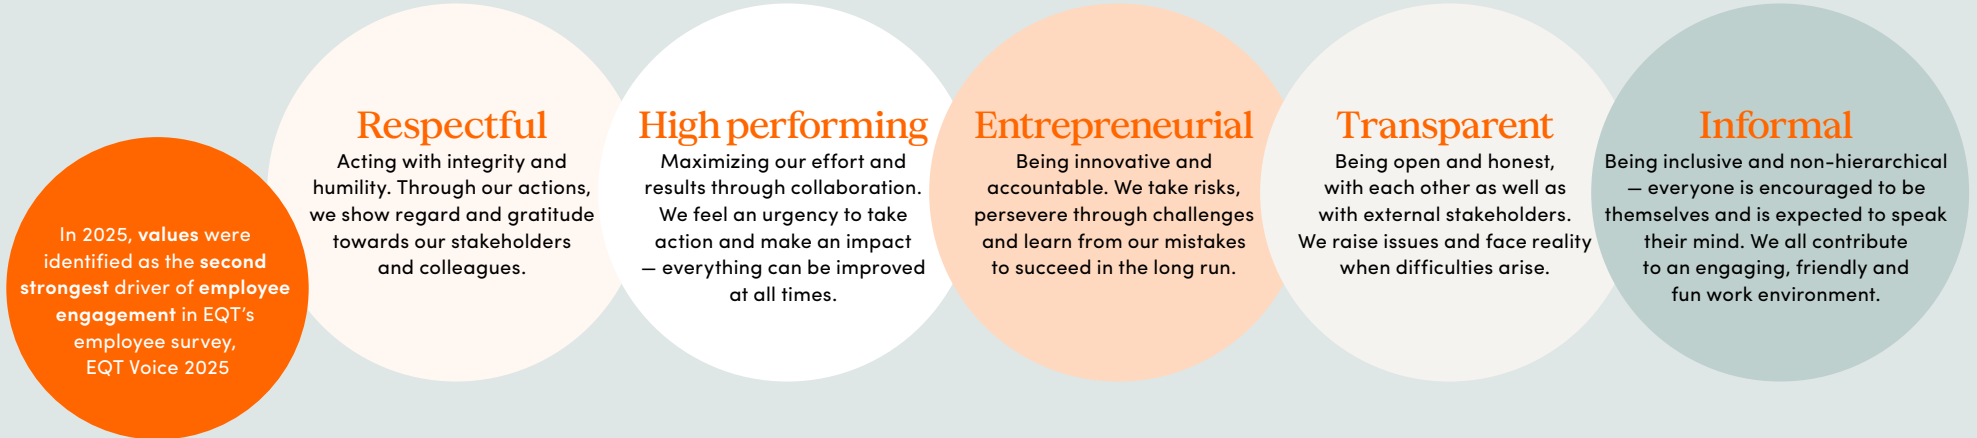 In 2025, values were
identified as the second
strongest driver of employee
engagement in EQT's
employee survey,
EQT Voice 2025
Respectful
Acting with integrity and
humility. Through our actions,
we show regard and gratitude
towards our stakeholders
and colleagues.
High performing
Maximizing our effort and
results through collaboration.
We feel an urgency to take
action and make an impact
— everything can be improved
at all times.
Entrepreneurial
Being innovative and
accountable. We take risks,
persevere through challenges
and learn from our mistakes
to succeed in the long run.
Transparent
Being open and honest,
with each other as well as
with external stakeholders.
We raise issues and face reality
when difficulties arise.
Informal
Being inclusive and non-hierarchical
— everyone is encouraged to be
themselves and is expected to speak
their mind. We all contribute
to an engaging, friendly and
fun work environment.